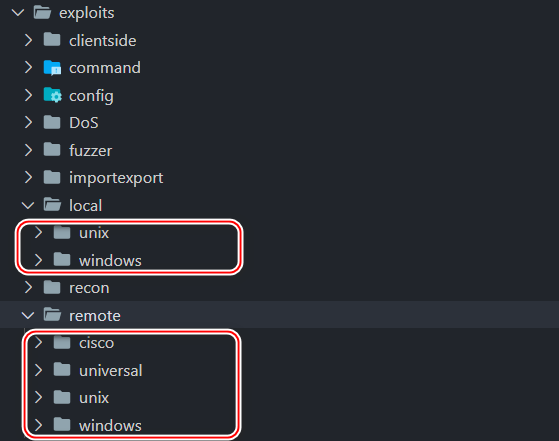 exploits
clientside
command
config
DoS
fuzzer
importexport
local
unix
windows
recon
remote
cisco
universal
unix
windows